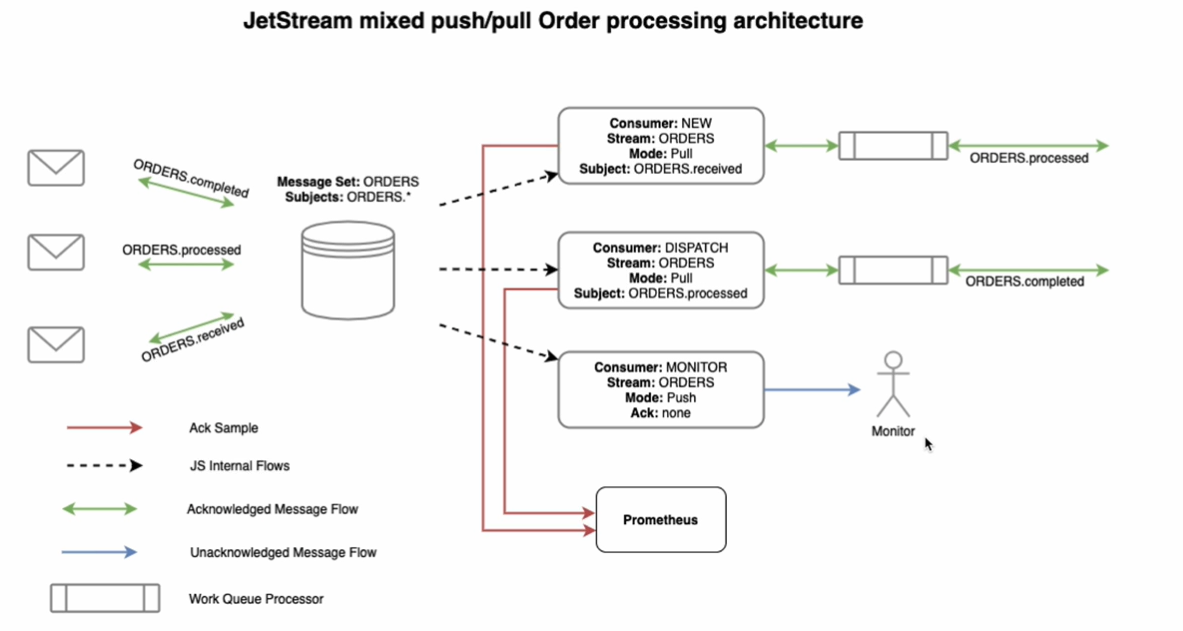 JetStream mixed push/pull Order processing architecture
ORDERS.completed
ORDERS.processed
ORDERS.received
Message Set: ORDERS
Subjects: ORDERS.*
Consumer: NEW
Stream: ORDERS
Mode: Pull
Subject: ORDERS.received
ORDERS.processed
Consumer: DISPATCH
Stream: ORDERS
Mode: Pull
Subject: ORDERS.processed
ORDERS.completed
Consumer: MONITOR
Stream: ORDERS
Mode: Push
Ack: none
Monitor
Prometheus
Ack Sample
JS Internal Flows
Acknowledged Message Flow
Unacknowledged Message Flow
Work Queue Processor